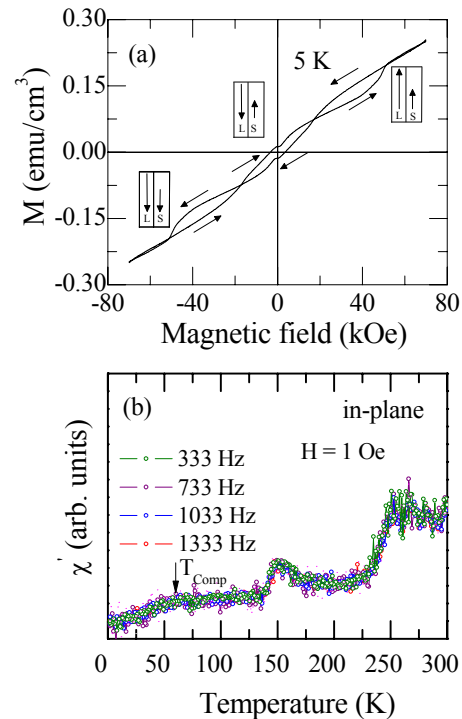 (a)
5 K
0.30
0.15
0.00
-0.15
-0.30
M (emu/cm³)
L S
L S
L S
-80 -40 0 40 80
Magnetic field (kOe)
(b)
in-plane
H = 1 Oe
333 Hz
733 Hz
1033 Hz
1333 Hz
T_Comp
χ' (arb. units)
0 50 100 150 200 250 300
Temperature (K)